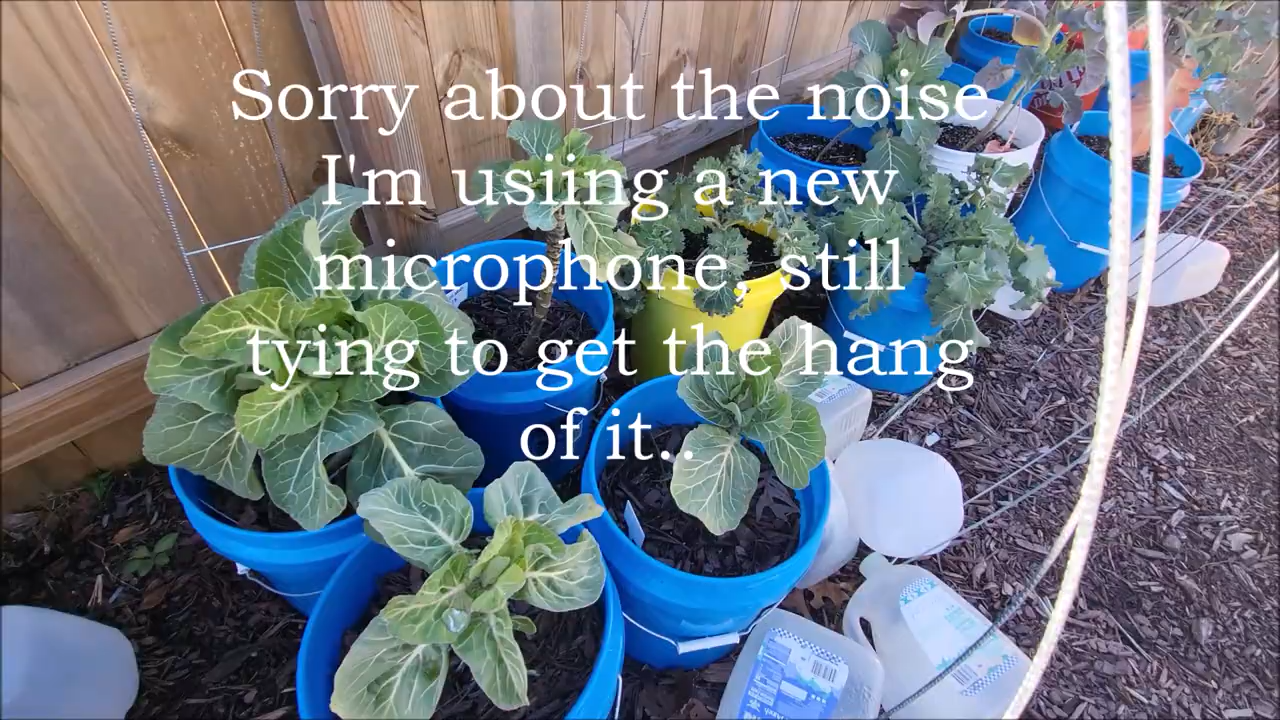 Sorry about the noise
I'm usiing a new
microphone, still
tying to get the hang
of it..